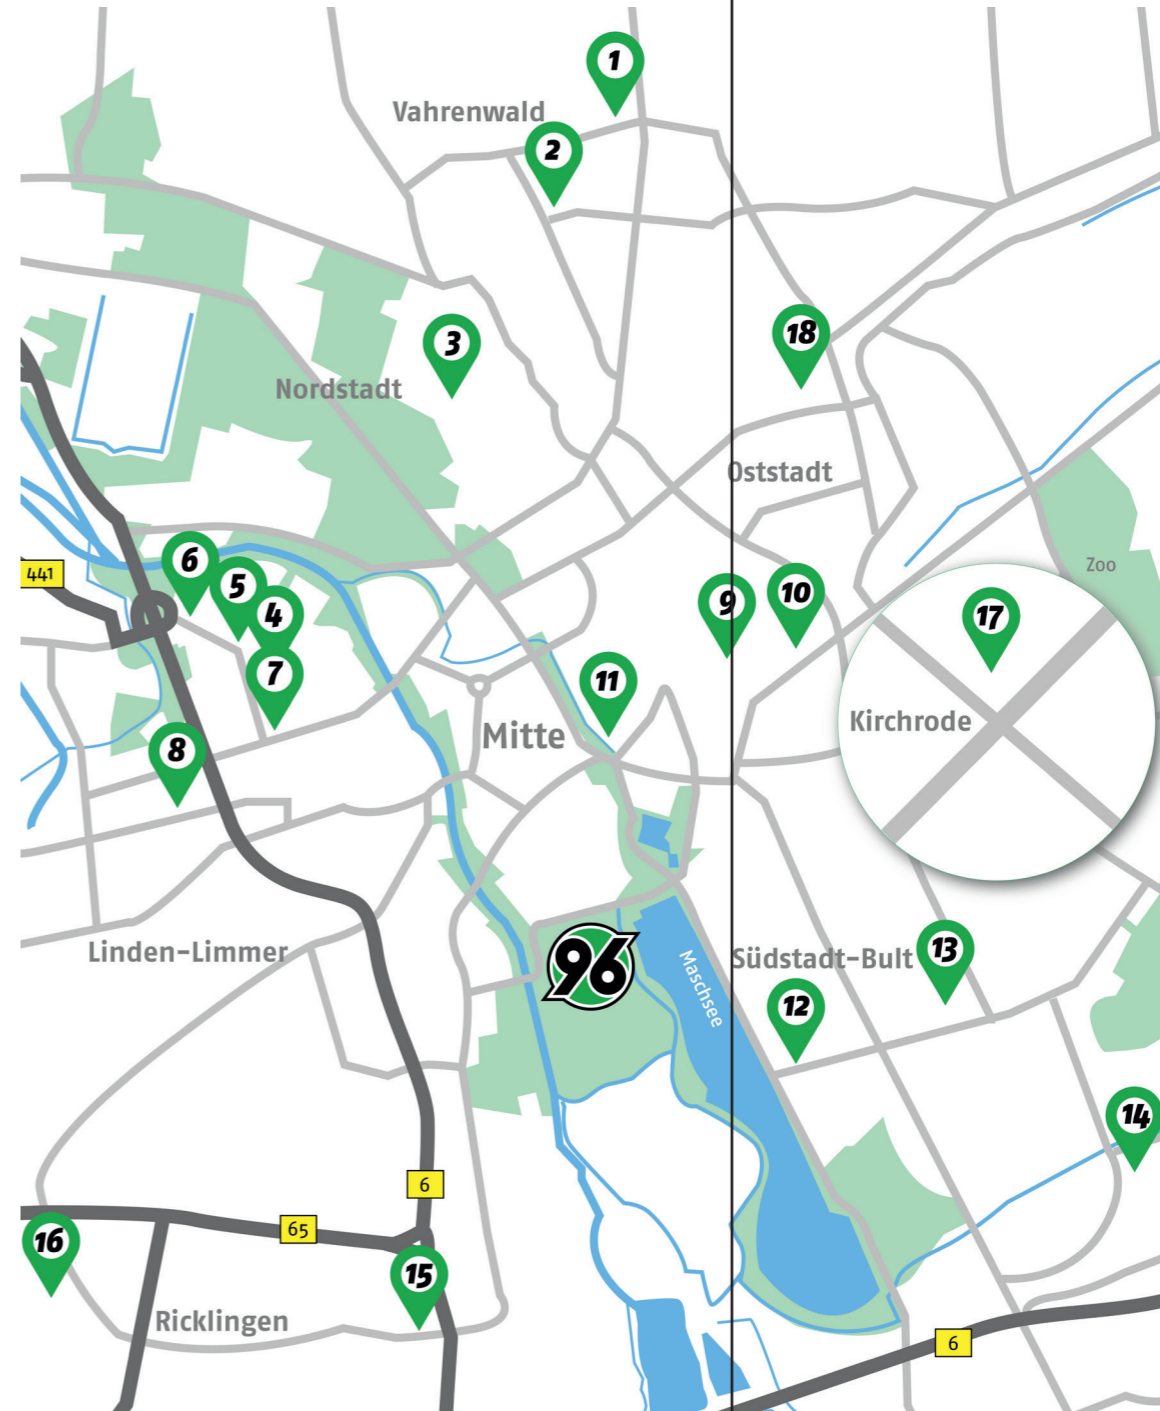 1
Vahrenwald
2
18
3
Nordstadt
Oststadt
6
441
5
Zoo
4
9
10
17
7
11
Kirchrode
Mitte
8
Linden-Limmer
96
Maschsee
Südstadt-Bult
13
12
14
6
65
16
15
Ricklingen
6